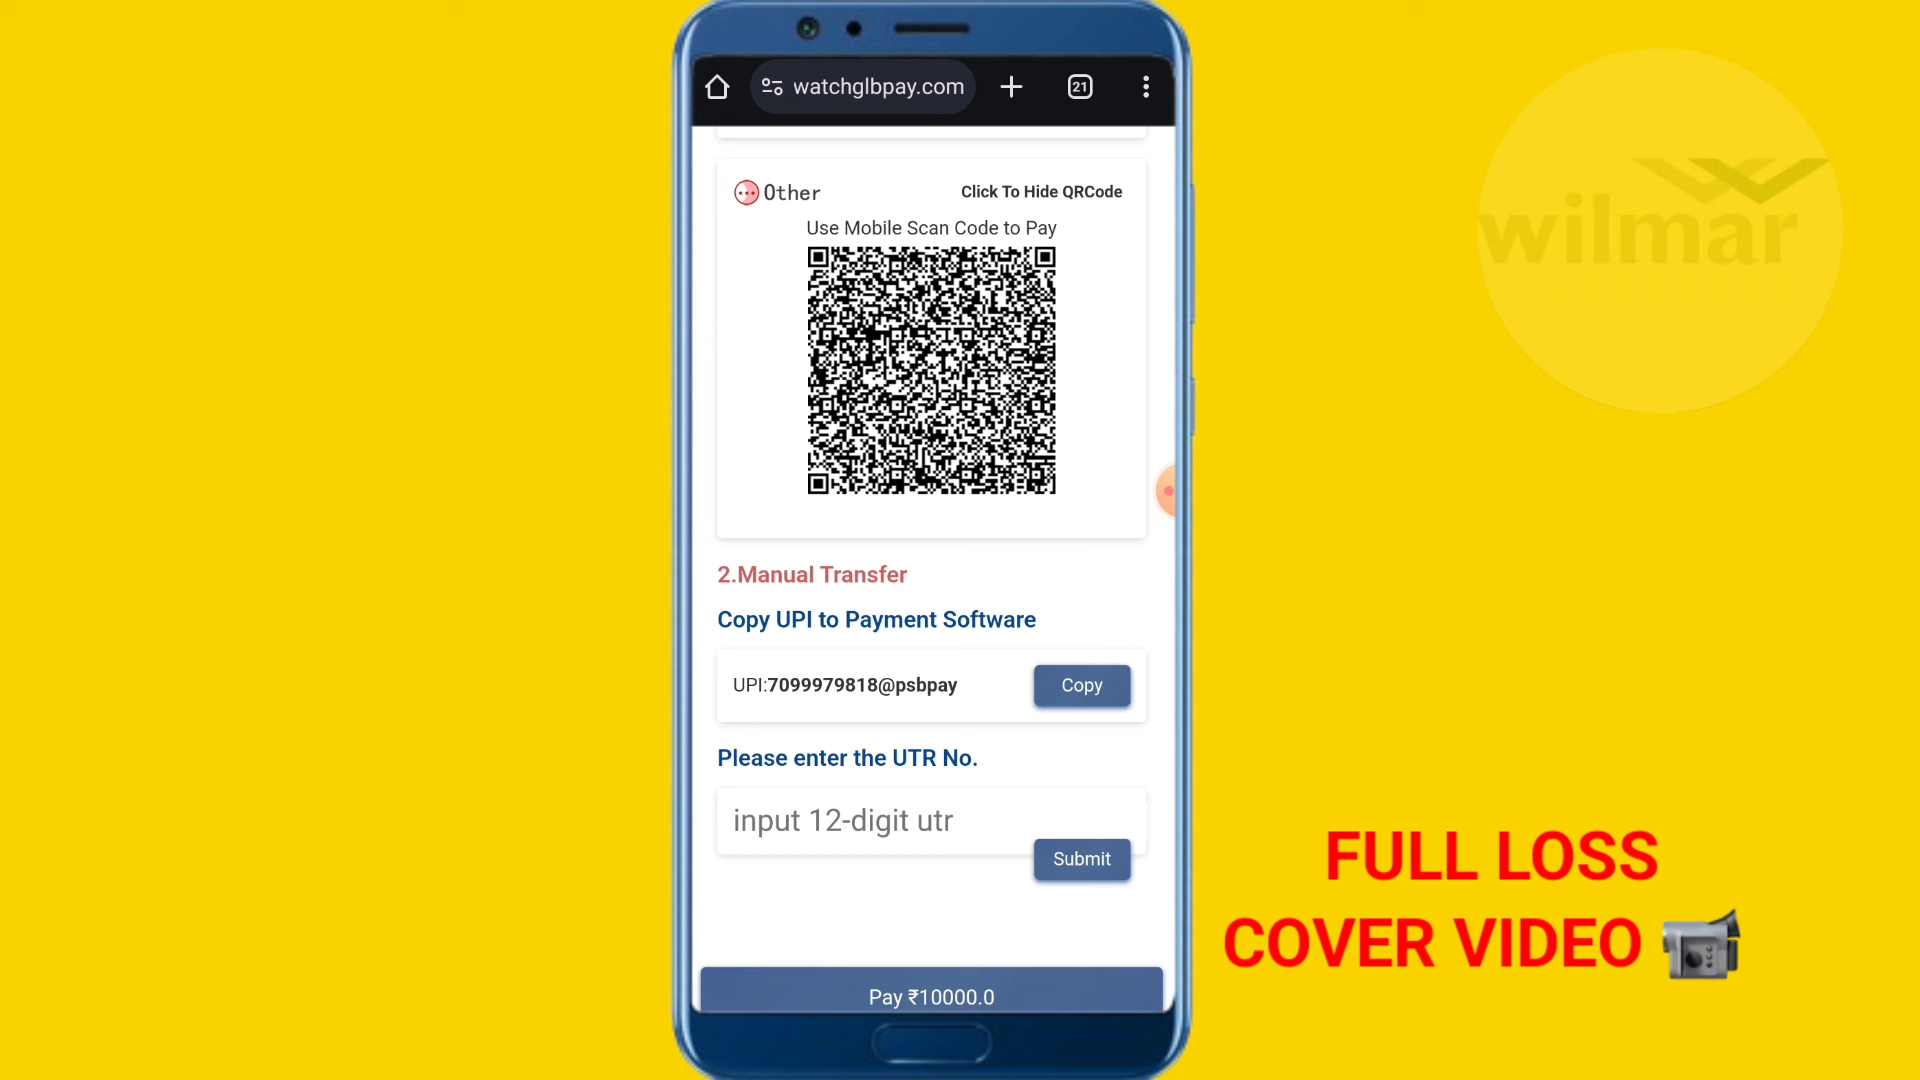 watchglbpay.com
21
Other
Click To Hide QRCode
Use Mobile Scan Code to Pay
2.Manual Transfer
Copy UPI to Payment Software
UPI:7099979818@psbpay
Copy
Please enter the UTR No.
input 12-digit utr
Submit
Pay ₹10000.0
wilmar
FULL LOSS
COVER VIDEO